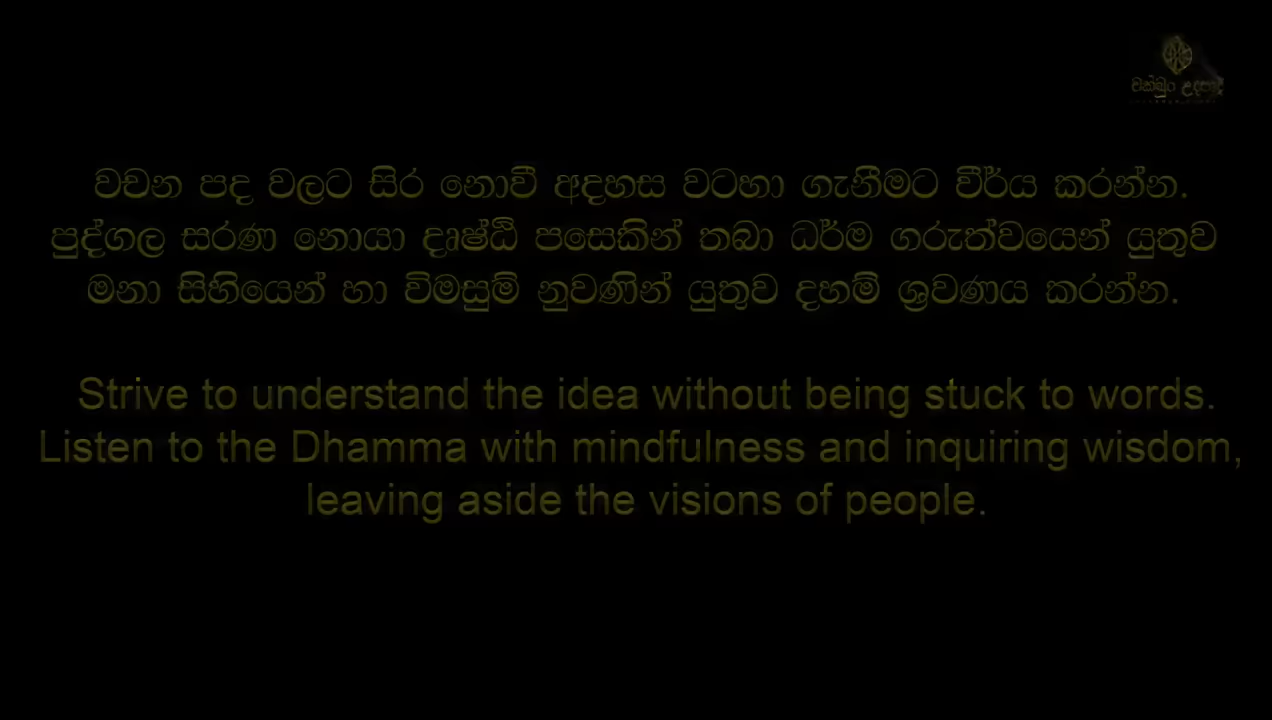 චක්ඛුං උදපාදි
වචන පද වලට සිර නොවී අදහස වටහා ගැනීමට වීර්ය කරන්න.
පුද්ගල සරණ නොයා දෘෂ්ඨි පසෙකින් තබා ධර්ම ගරුත්වයෙන් යුතුව
මනා සිහියෙන් හා විමසුම් නුවණින් යුතුව දහම් ශ්‍රවණය කරන්න.
Strive to understand the idea without being stuck to words.
Listen to the Dhamma with mindfulness and inquiring wisdom,
leaving aside the visions of people.